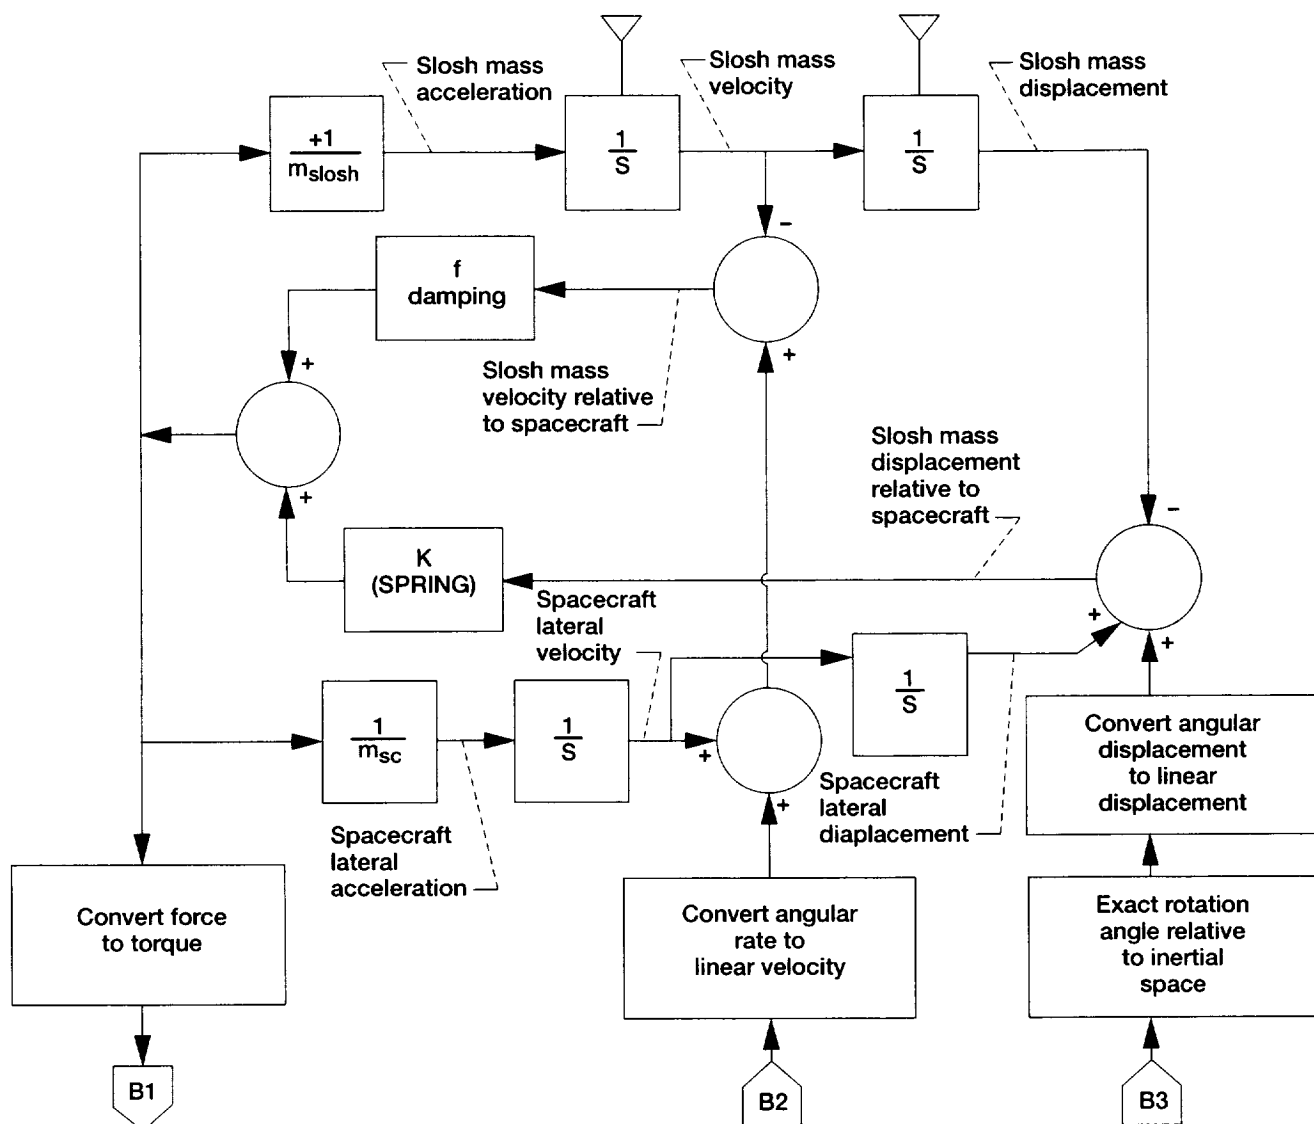 Slosh mass
acceleration
Slosh mass
velocity
Slosh mass
displacement
+1
m_slosh
1
S
1
S
−
f
damping
+
+
Slosh mass
velocity relative
to spacecraft
Slosh mass
displacement
relative to
spacecraft
+
−
K
(SPRING)
Spacecraft
lateral
velocity
+
+
1
S
1
m_sc
1
S
+
+
Convert angular
displacement
to linear
displacement
Spacecraft
lateral
diaplacement
Spacecraft
lateral
acceleration
Convert force
to torque
Convert angular
rate to
linear velocity
Exact rotation
angle relative
to inertial
space
B1
B2
B3